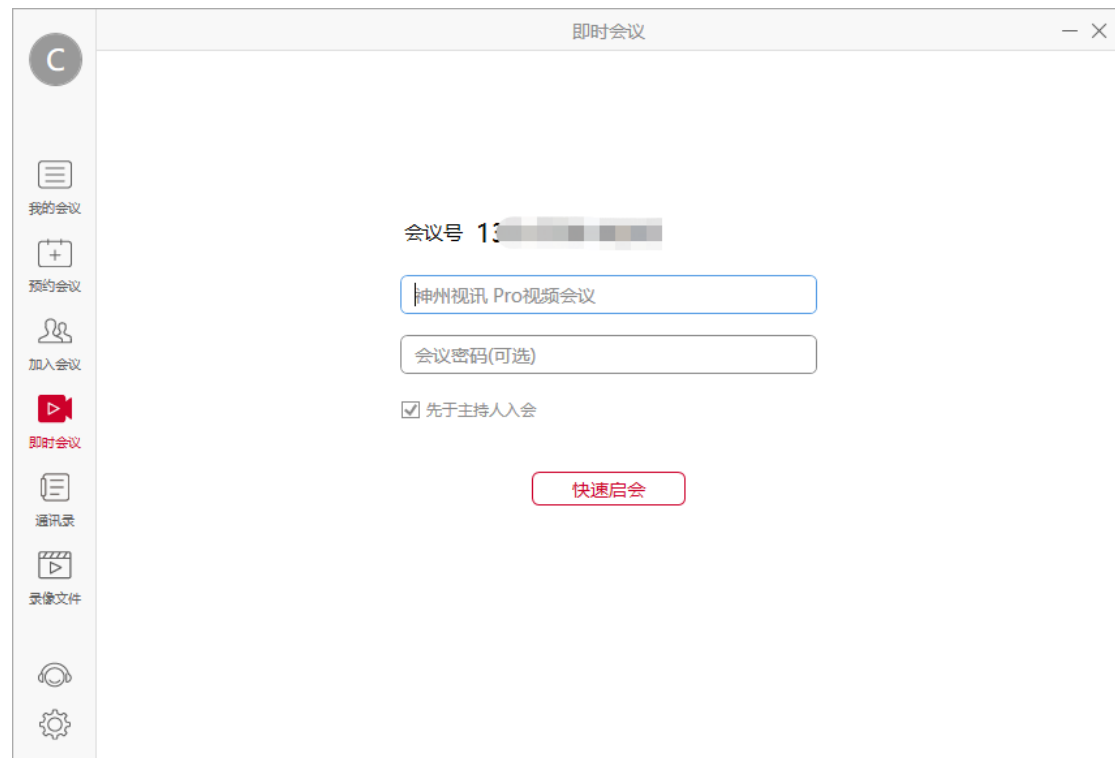 即时会议
C
我的会议
预约会议
加入会议
即时会议
通讯录
录像文件
会议号 13
神州视讯 Pro视频会议
会议密码(可选)
先于主持人入会
快速启会